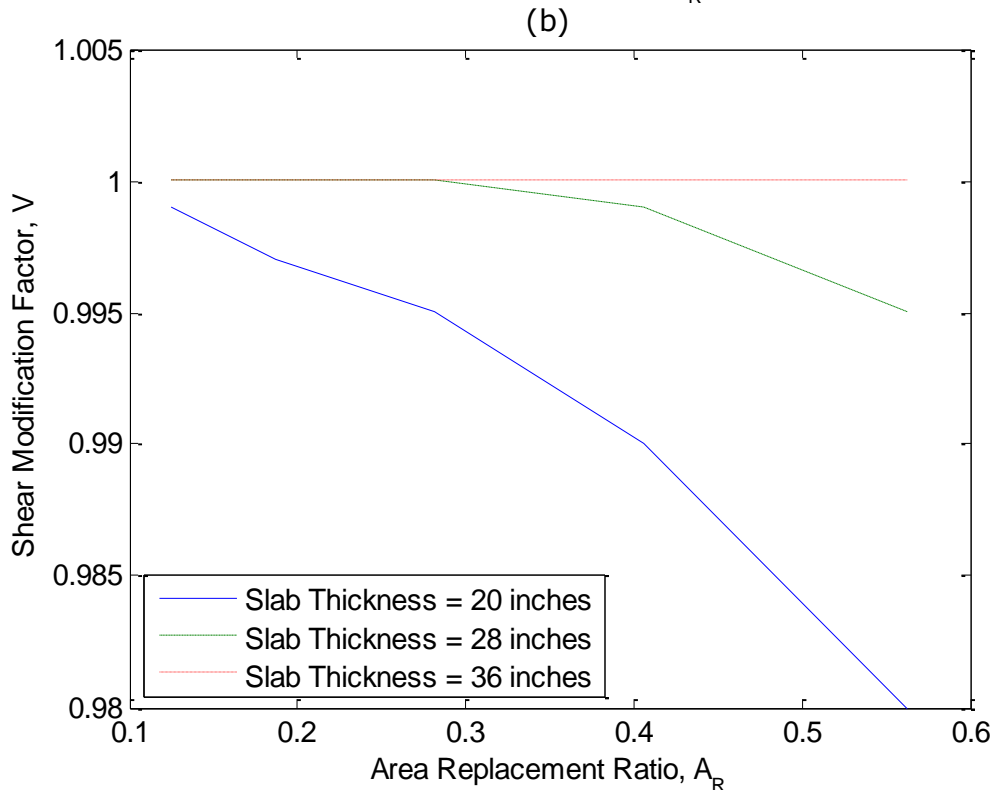 R
(b)
1.005
1
0.995
0.99
0.985
0.98
Shear Modification Factor, V
Slab Thickness = 20 inches
Slab Thickness = 28 inches
Slab Thickness = 36 inches
0.1 0.2 0.3 0.4 0.5 0.6
Area Replacement Ratio, A_R